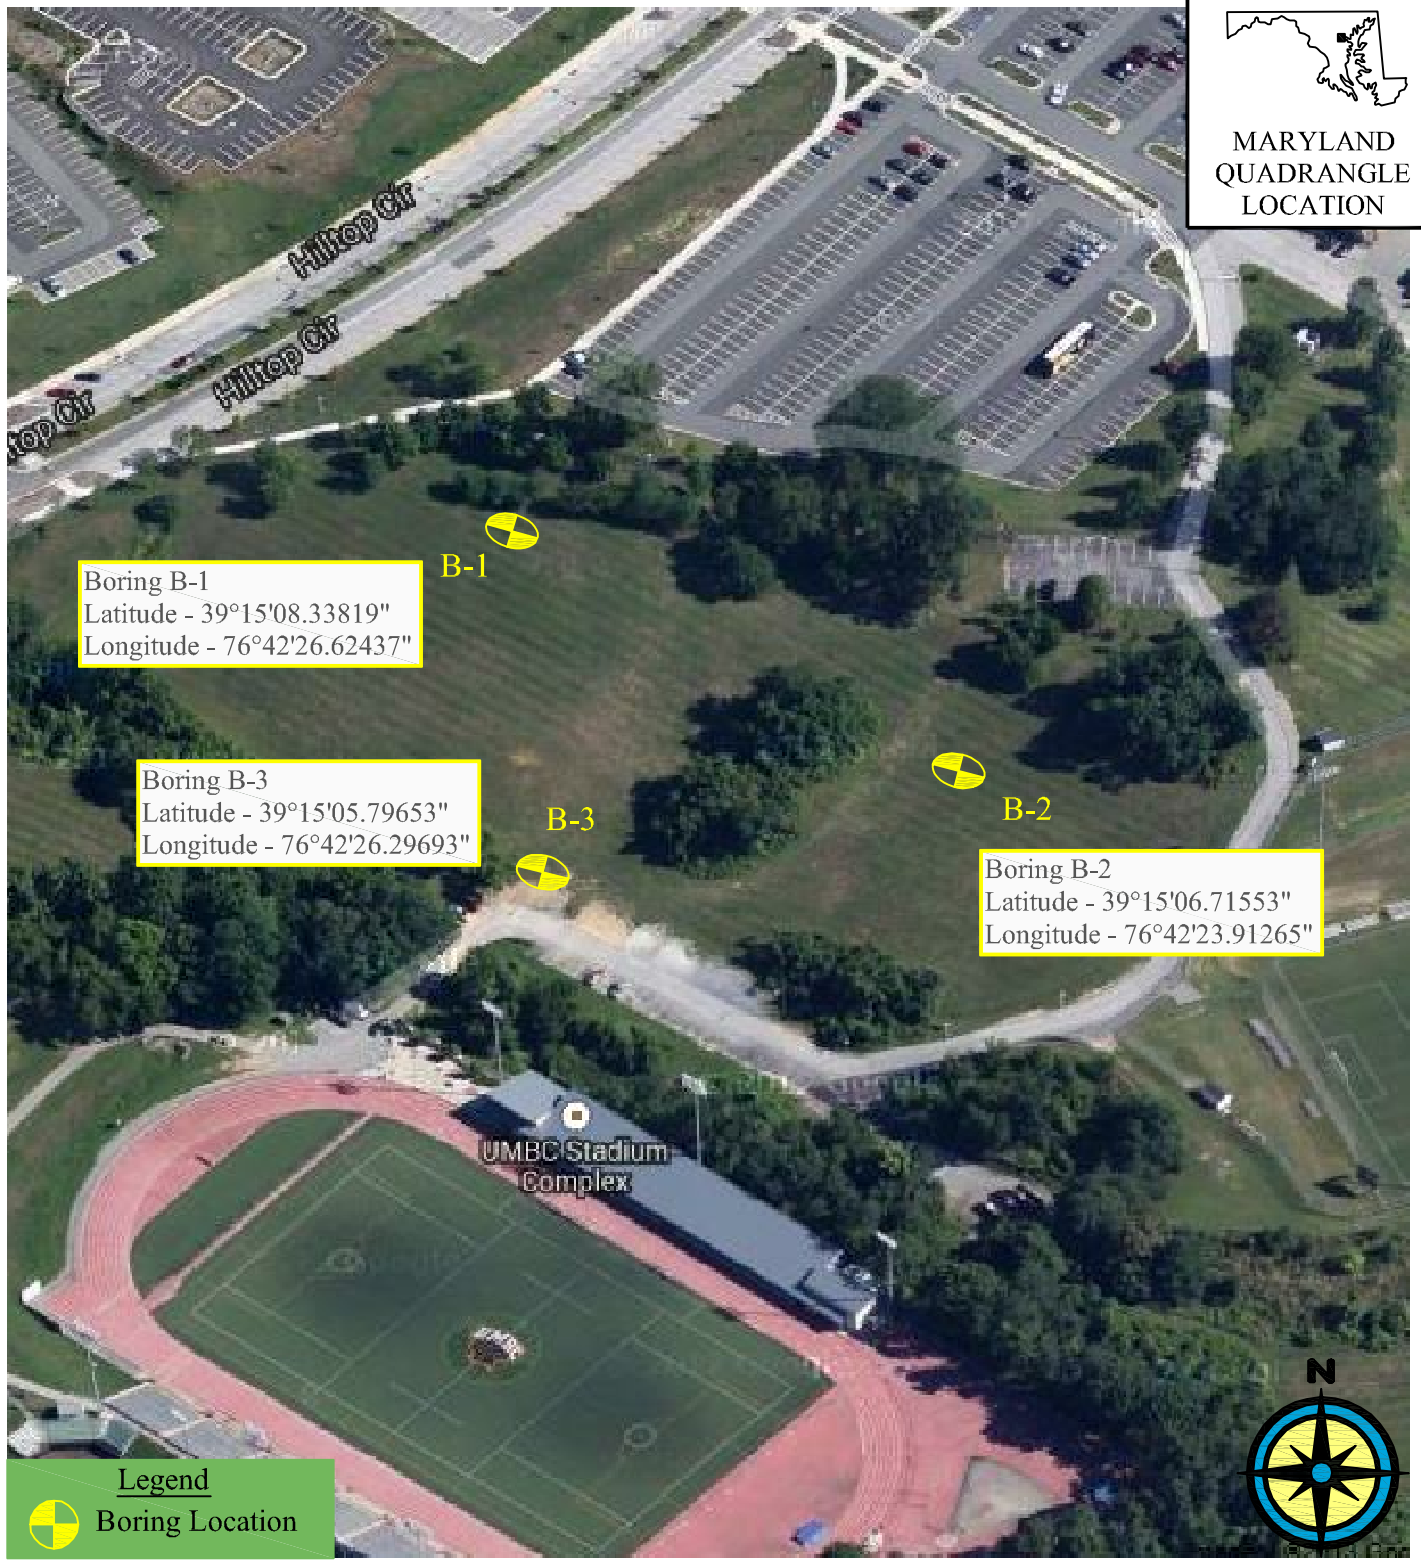 MARYLAND
QUADRANGLE
LOCATION
Hilltop Cir
Hilltop Cir
top Cir
B-1
Boring B-1
Latitude - 39°15'08.33819"
Longitude - 76°42'26.62437"
Boring B-3
Latitude - 39°15'05.79653"
Longitude - 76°42'26.29693"
B-3
B-2
Boring B-2
Latitude - 39°15'06.71553"
Longitude - 76°42'23.91265"
UMBC Stadium
Complex
N
Legend
Boring Location